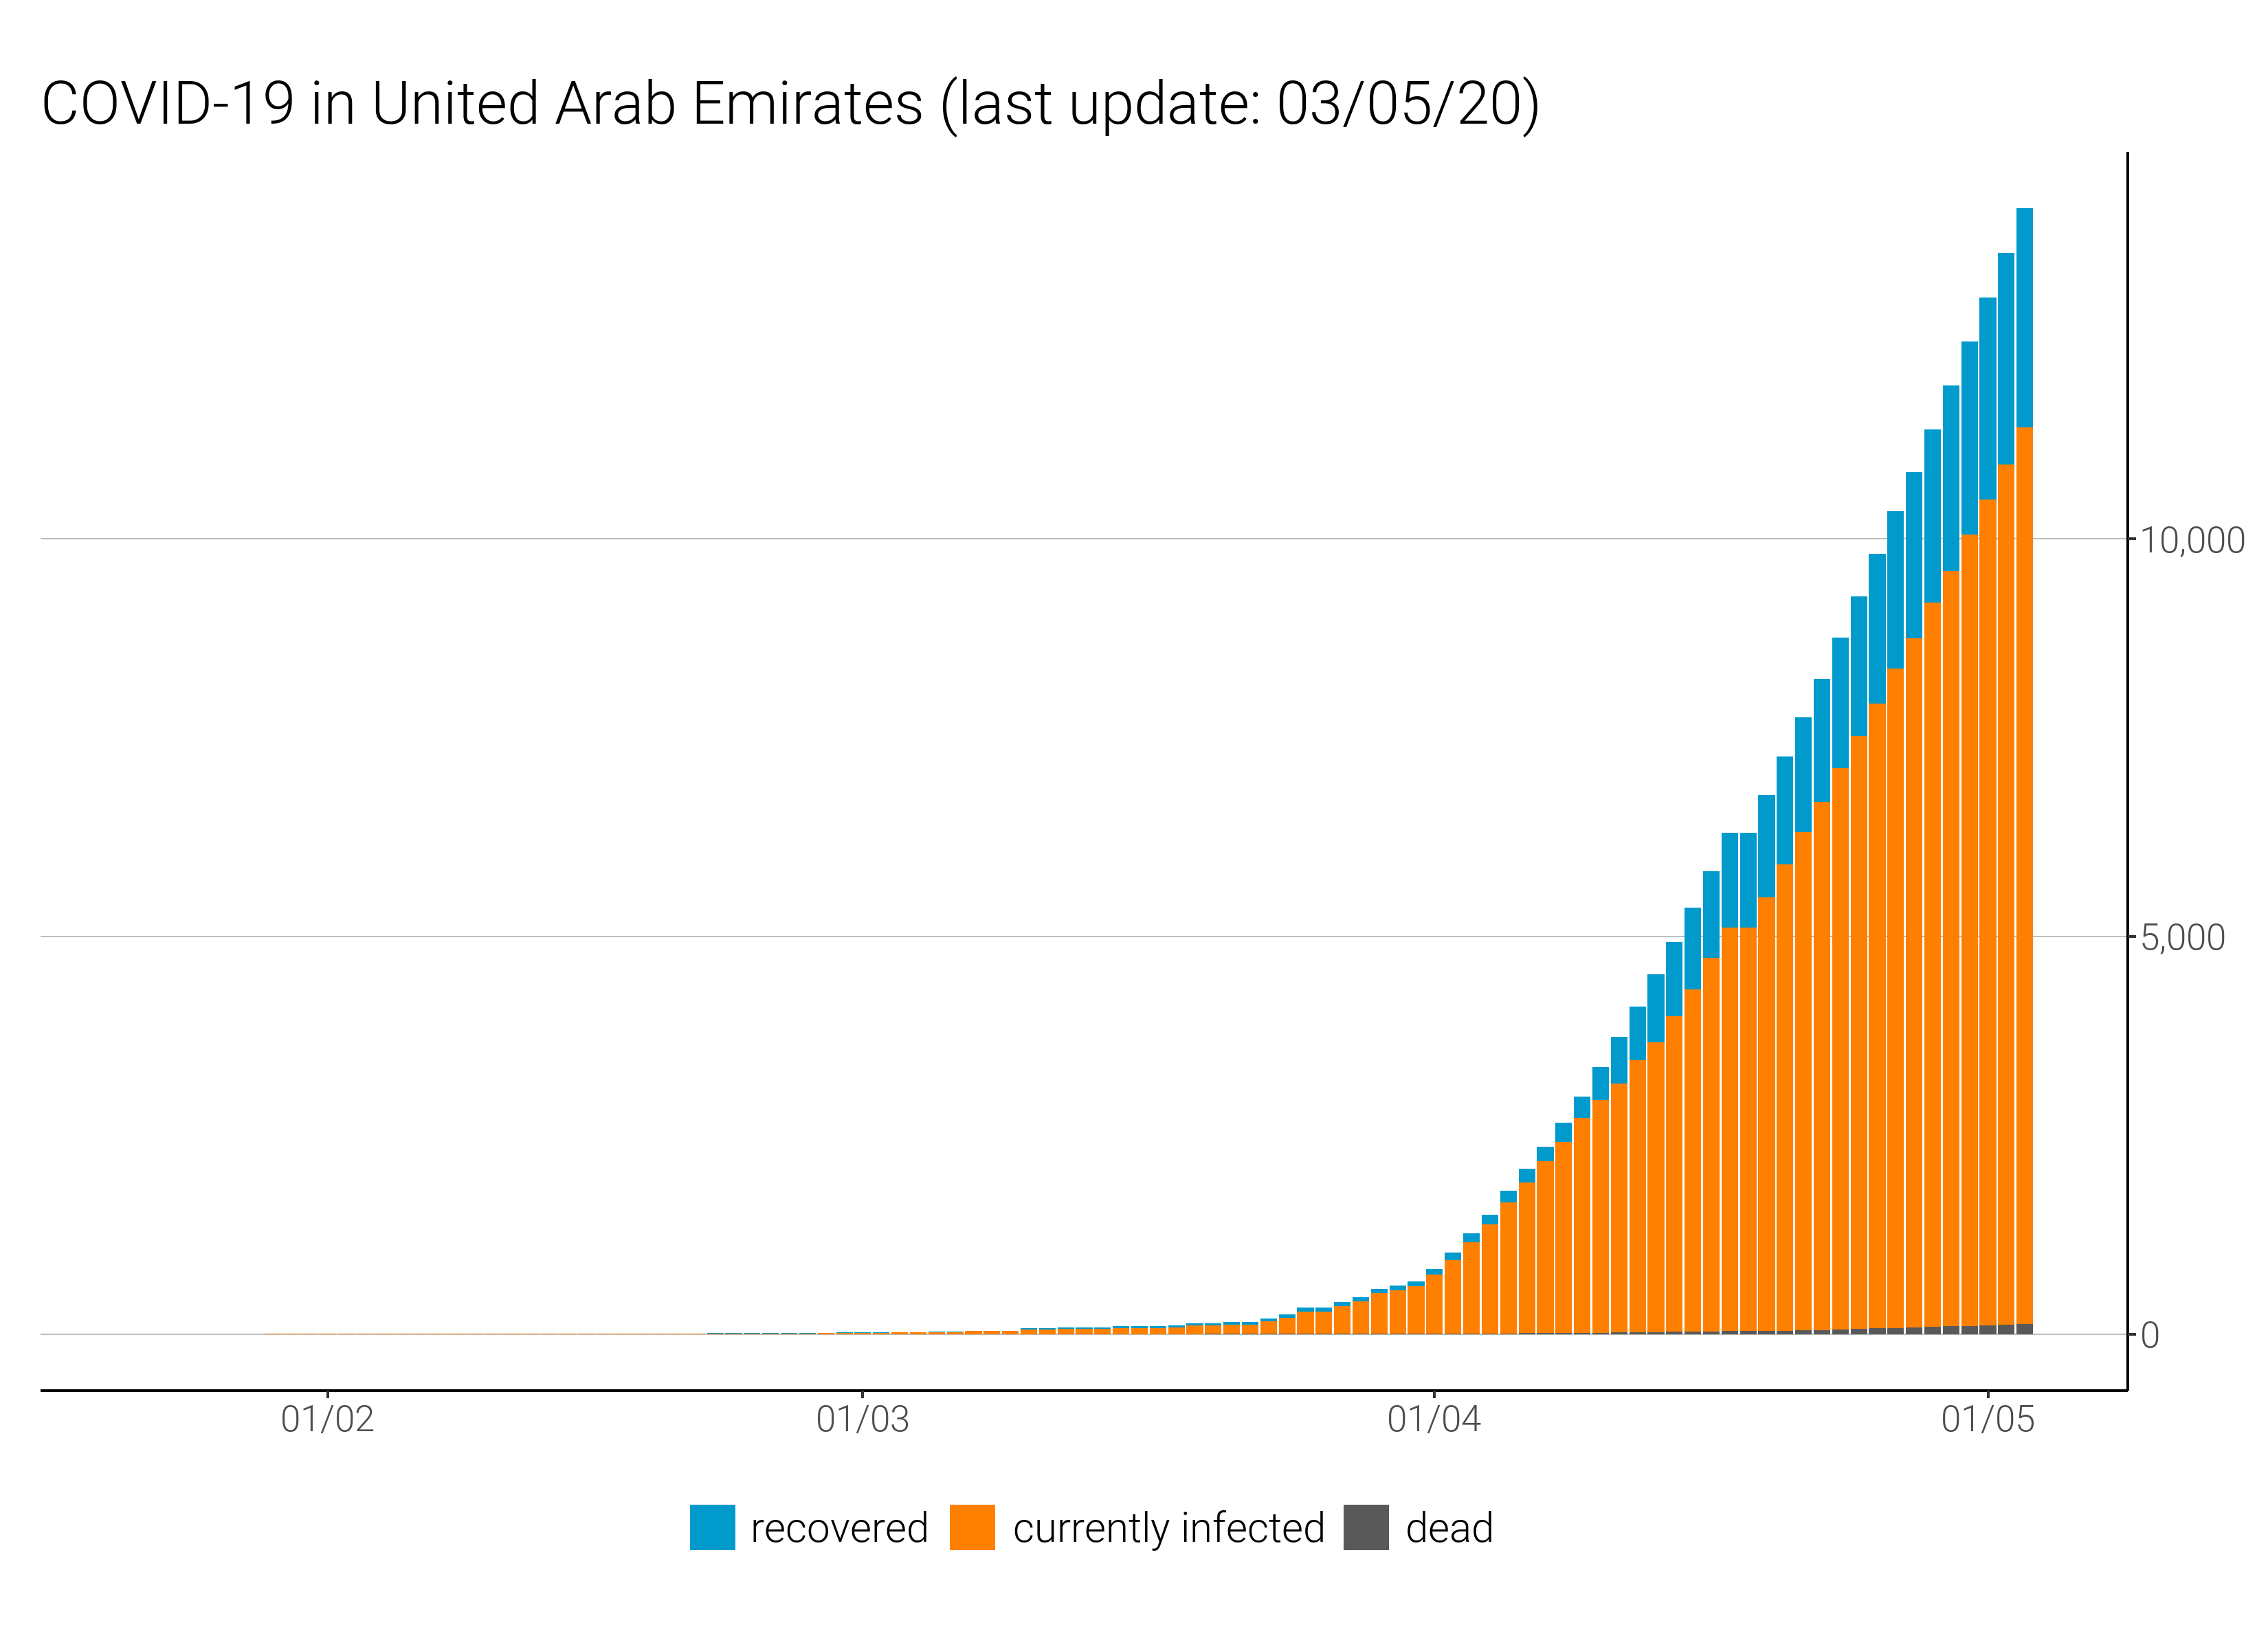 COVID-19 in United Arab Emirates (last update: 03/05/20)
10,000
5,000
0
01/02 01/03 01/04 01/05
recovered currently infected dead